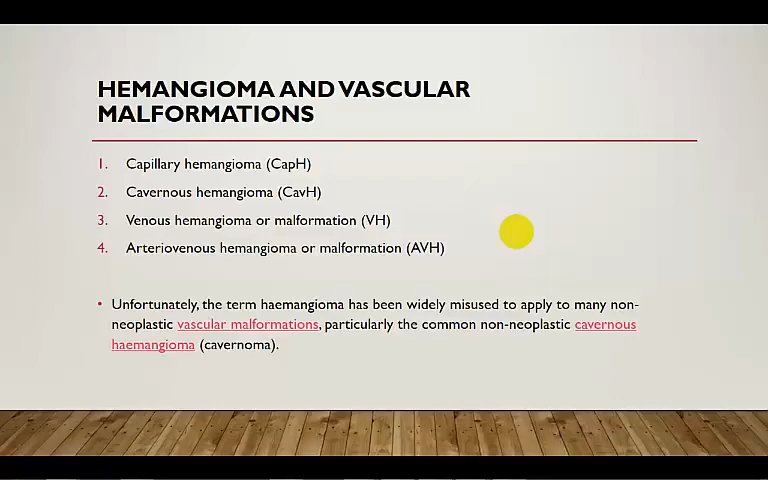 HEMANGIOMA AND VASCULAR
MALFORMATIONS
1. Capillary hemangioma (CapH)
2. Cavernous hemangioma (CavH)
3. Venous hemangioma or malformation (VH)
4. Arteriovenous hemangioma or malformation (AVH)
• Unfortunately, the term haemangioma has been widely misused to apply to many non-
neoplastic vascular malformations, particularly the common non-neoplastic cavernous
haemangioma (cavernoma).